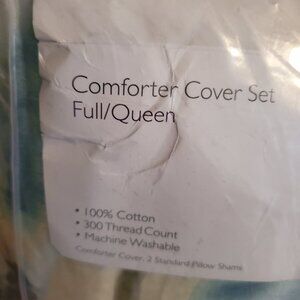 Comforter Cover Set
Full/Queen
• 100% Cotton
• 300 Thread Count
• Machine Washable
Comforter Cover, 2 Standard Pillow Shams